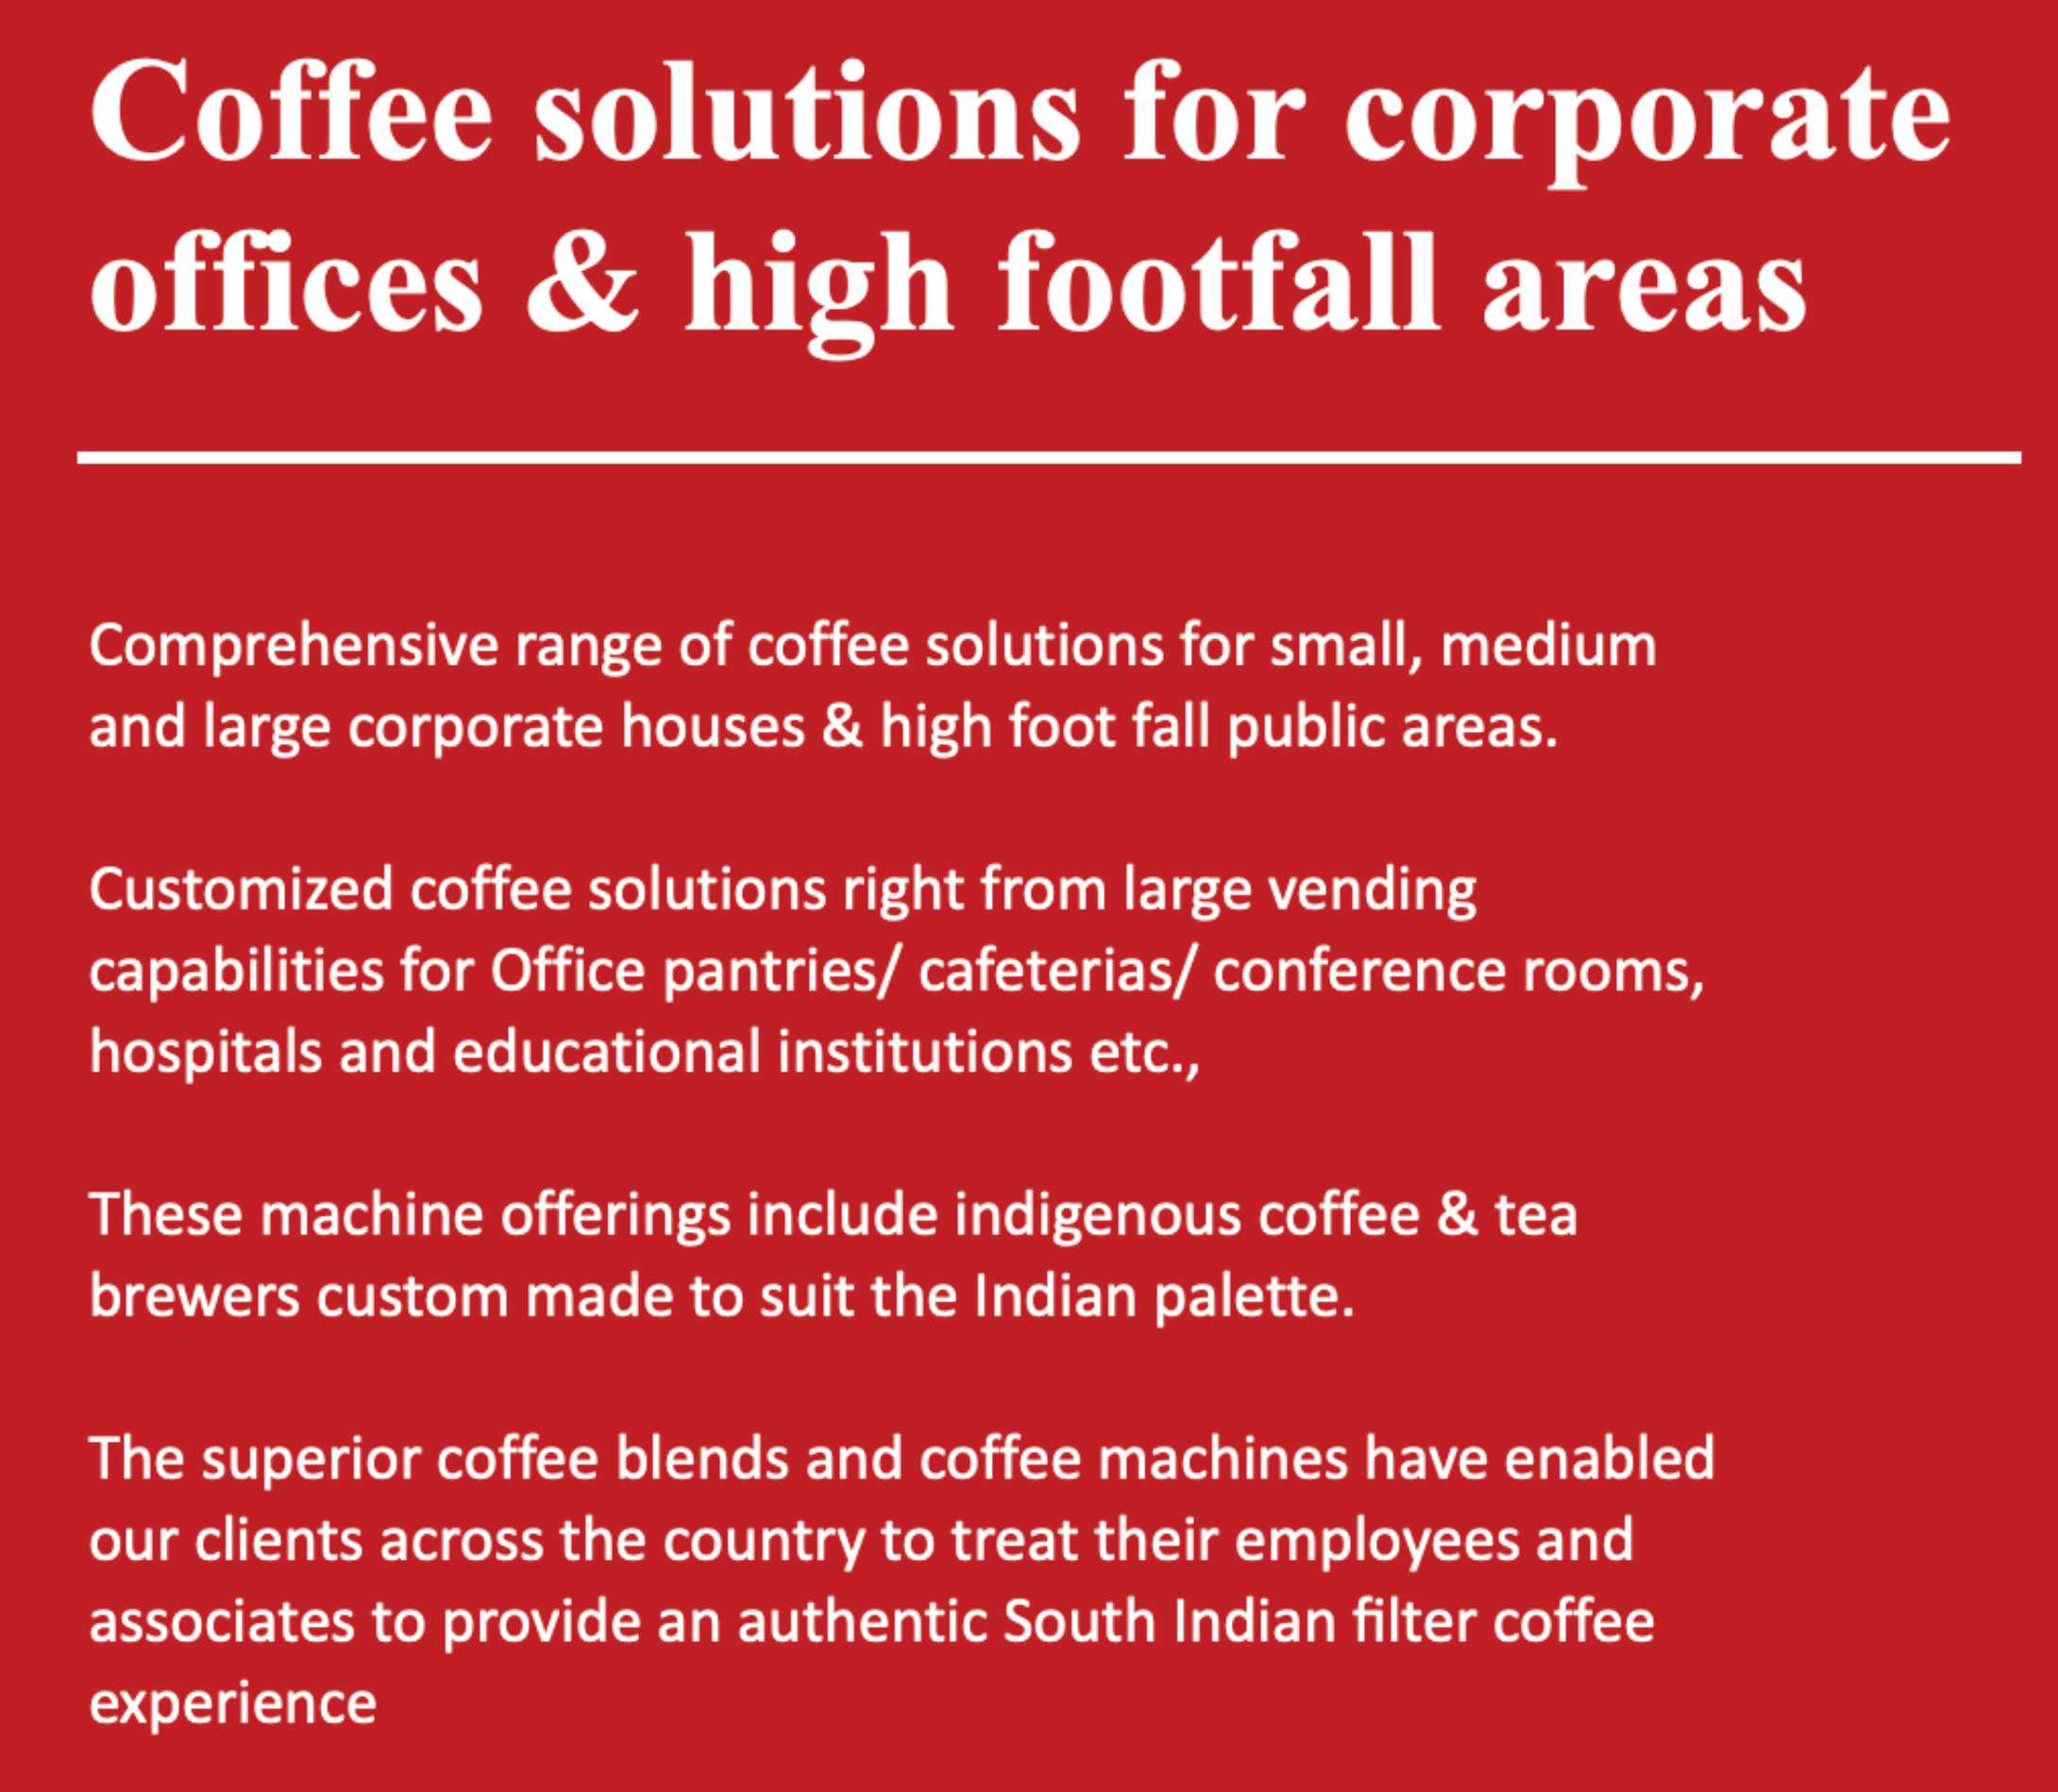 Coffee solutions for corporate
offices & high footfall areas
Comprehensive range of coffee solutions for small, medium
and large corporate houses & high foot fall public areas.
Customized coffee solutions right from large vending
capabilities for Office pantries/ cafeterias/ conference rooms,
hospitals and educational institutions etc.,
These machine offerings include indigenous coffee & tea
brewers custom made to suit the Indian palette.
The superior coffee blends and coffee machines have enabled
our clients across the country to treat their employees and
associates to provide an authentic South Indian filter coffee
experience